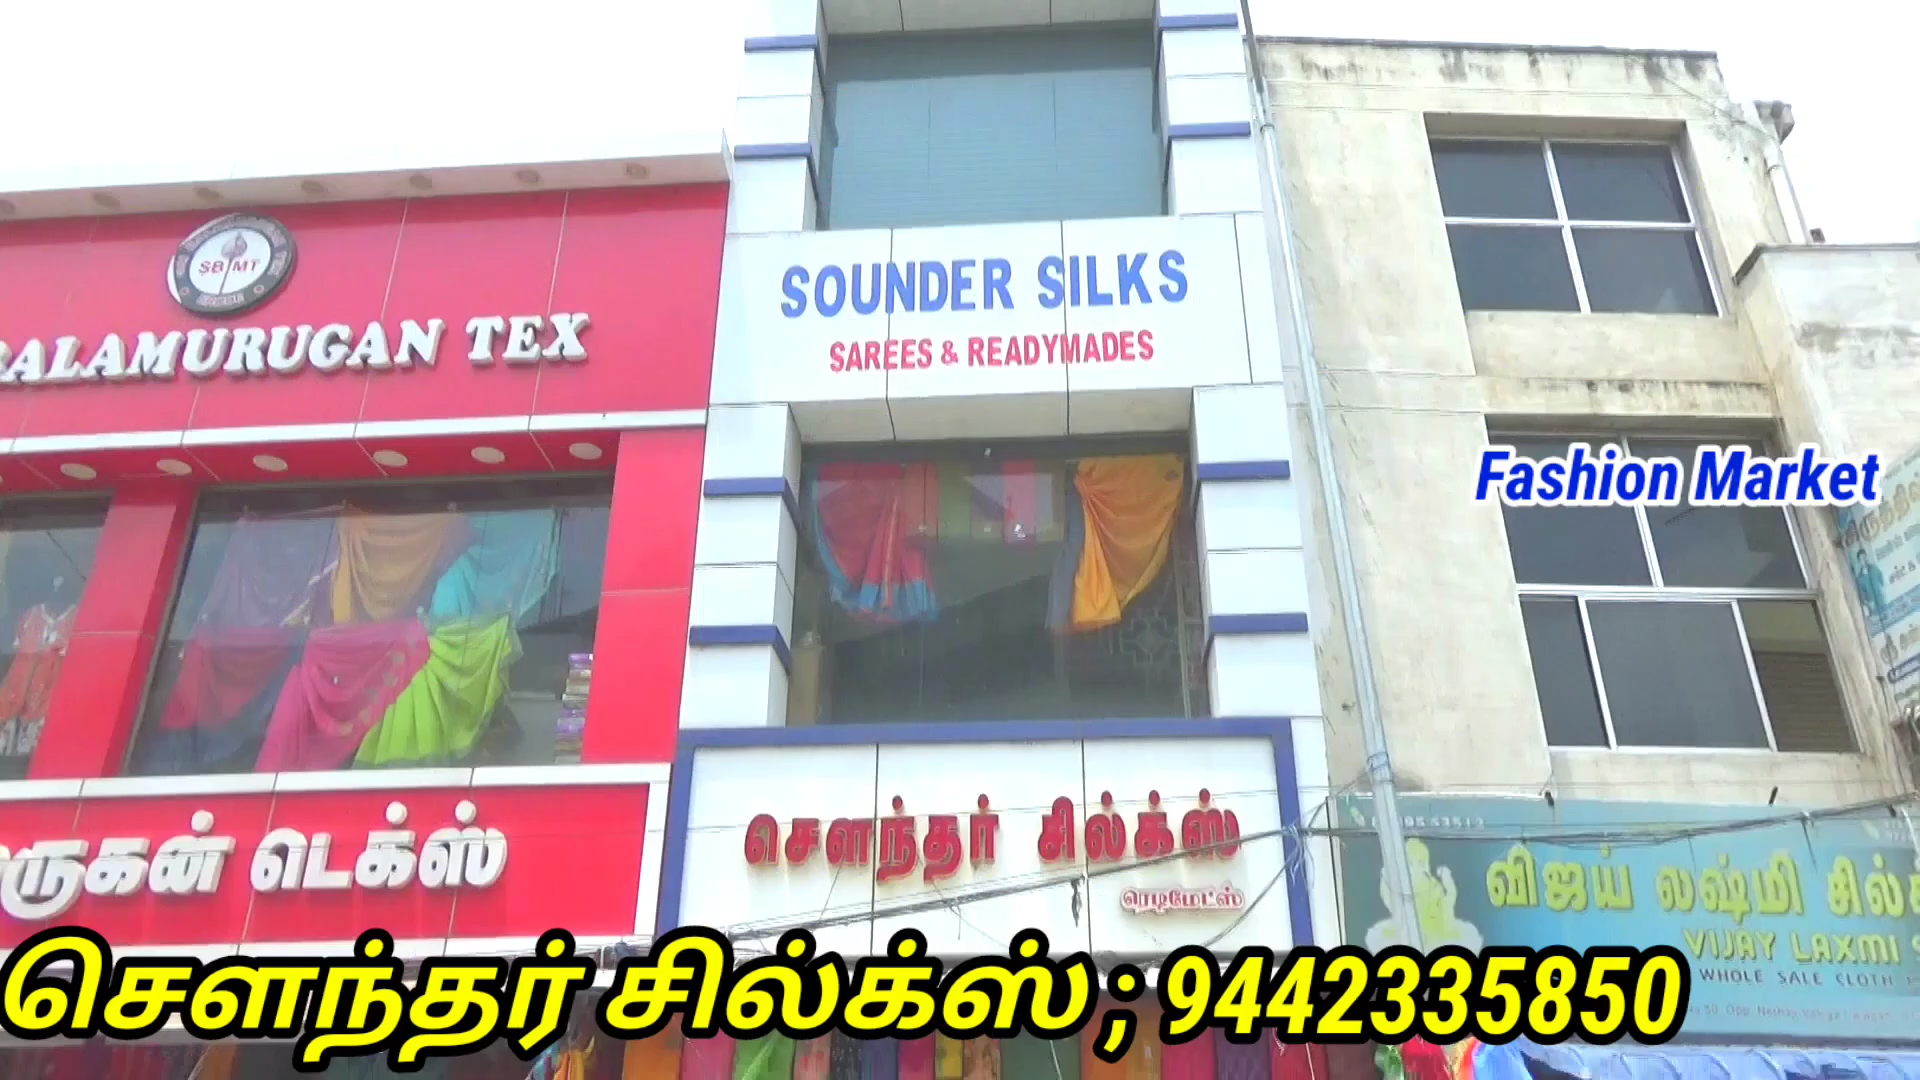 SBMT
BALAMURUGAN TEX
SOUNDER SILKS
SAREES & READYMADES
Fashion Market
சௌந்தர் சில்க்ஸ்
ரெடிமேட்ஸ்
முருகன் டெக்ஸ்
விஜய் லஷ்மி சில்க்
VIJAY LAXMI
WHOLE SALE CLOTH
சௌந்தர் சில்க்ஸ் ; 9442335850